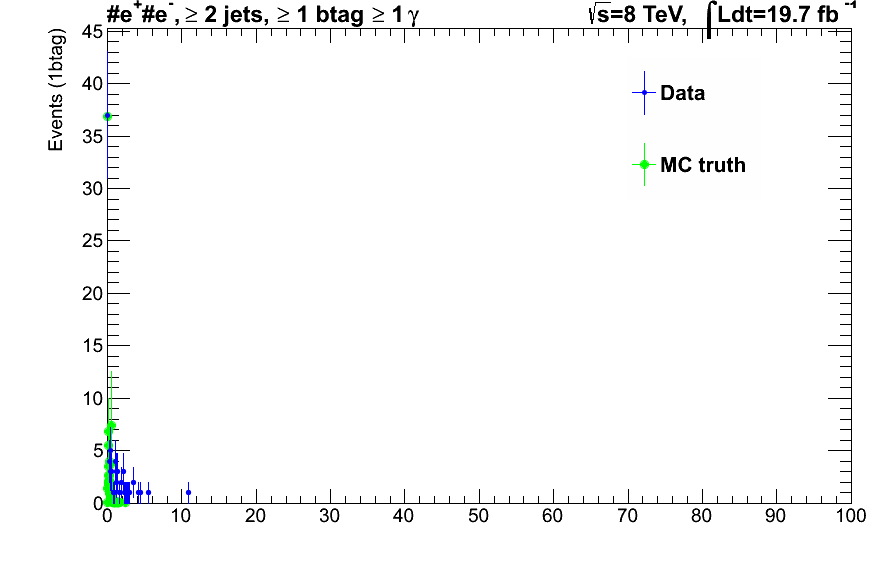 #e⁺#e⁻, ≥ 2 jets, ≥ 1 btag ≥ 1 γ
√s=8 TeV, ∫Ldt=19.7 fb⁻¹
Events (1btag)
Data
MC truth
45
40
35
30
25
20
15
10
5
0
0 10 20 30 40 50 60 70 80 90 100